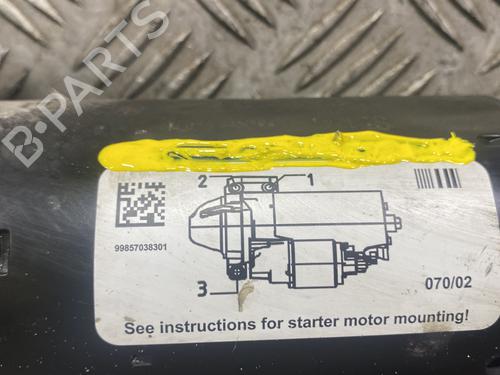 B-PARTS
2
1
99857038301
3
070/02
See instructions for starter motor mounting!